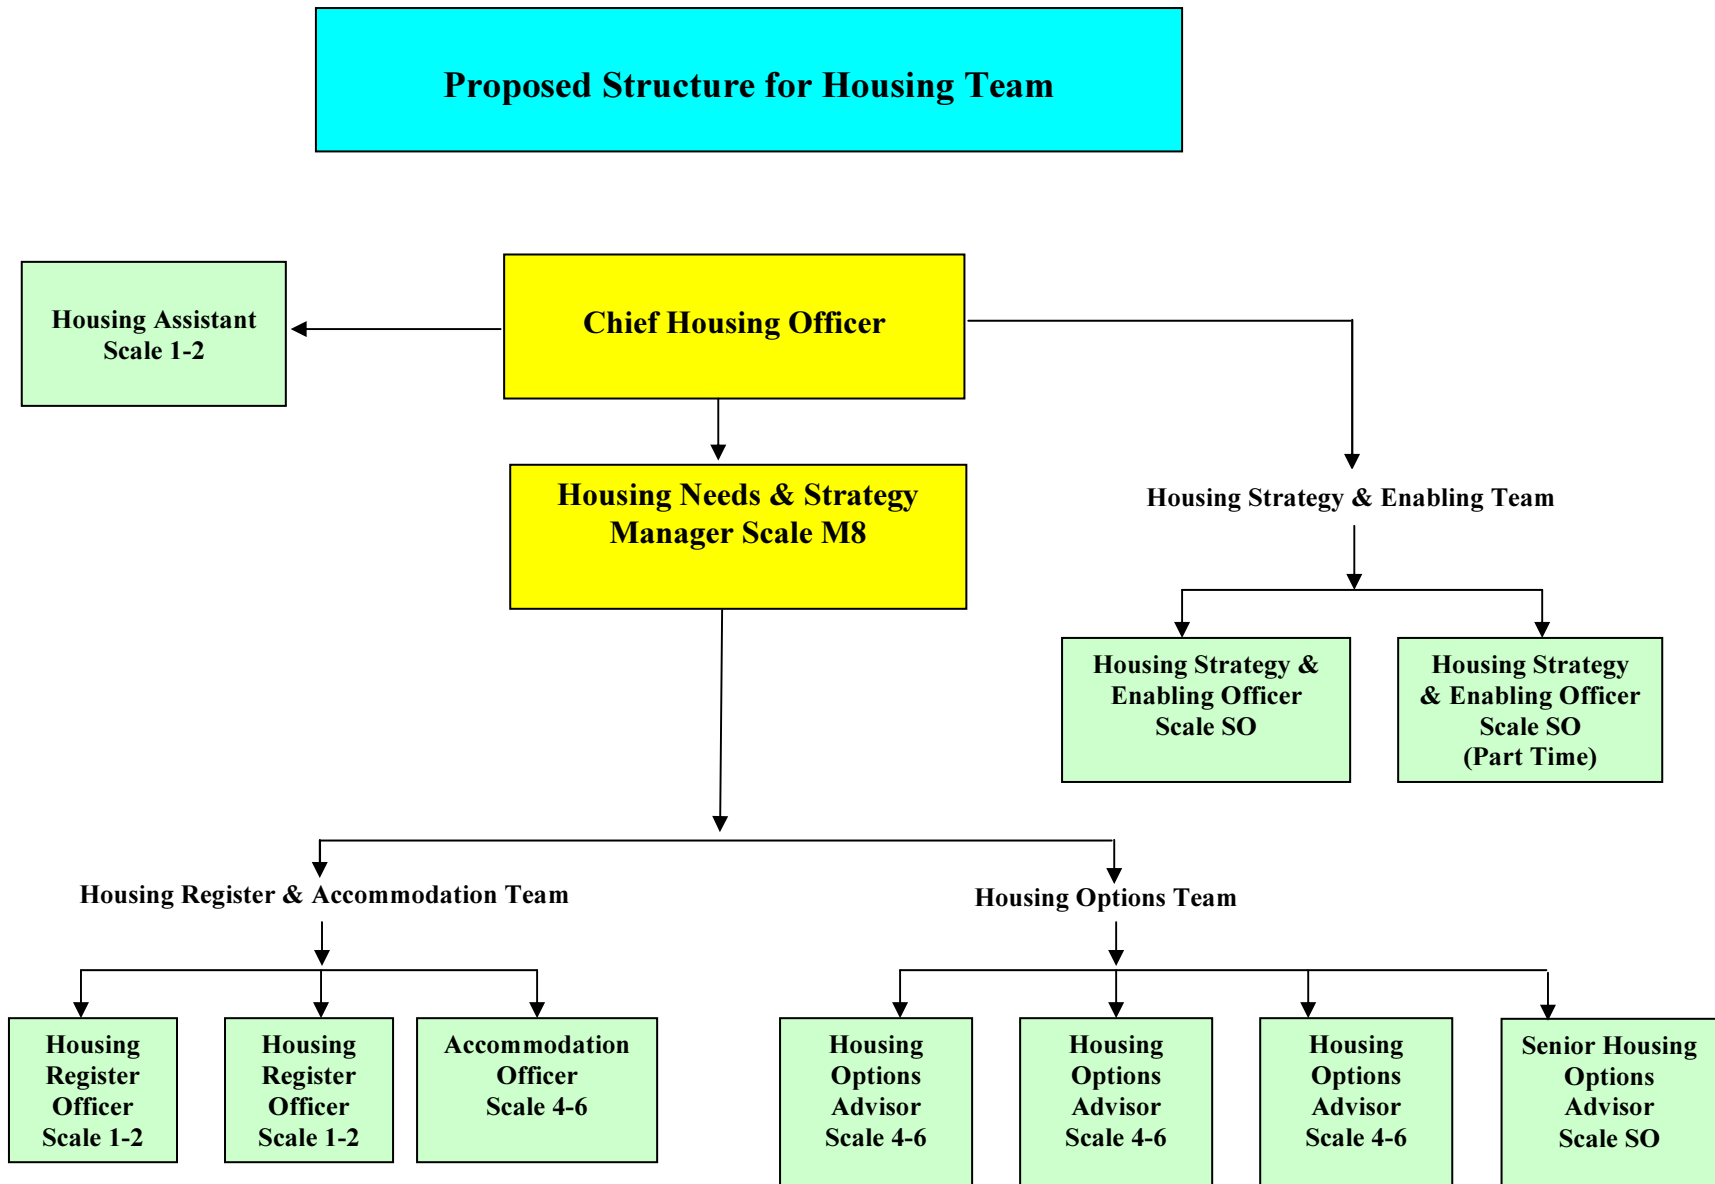 Proposed Structure for Housing Team
Housing Assistant
Scale 1-2
Chief Housing Officer
Housing Needs & Strategy
Manager Scale M8
Housing Strategy & Enabling Team
Housing Strategy &
Enabling Officer
Scale SO
Housing Strategy
& Enabling Officer
Scale SO
(Part Time)
Housing Register & Accommodation Team
Housing Options Team
Housing
Register
Officer
Scale 1-2
Housing
Register
Officer
Scale 1-2
Accommodation
Officer
Scale 4-6
Housing
Options
Advisor
Scale 4-6
Housing
Options
Advisor
Scale 4-6
Housing
Options
Advisor
Scale 4-6
Senior Housing
Options
Advisor
Scale SO